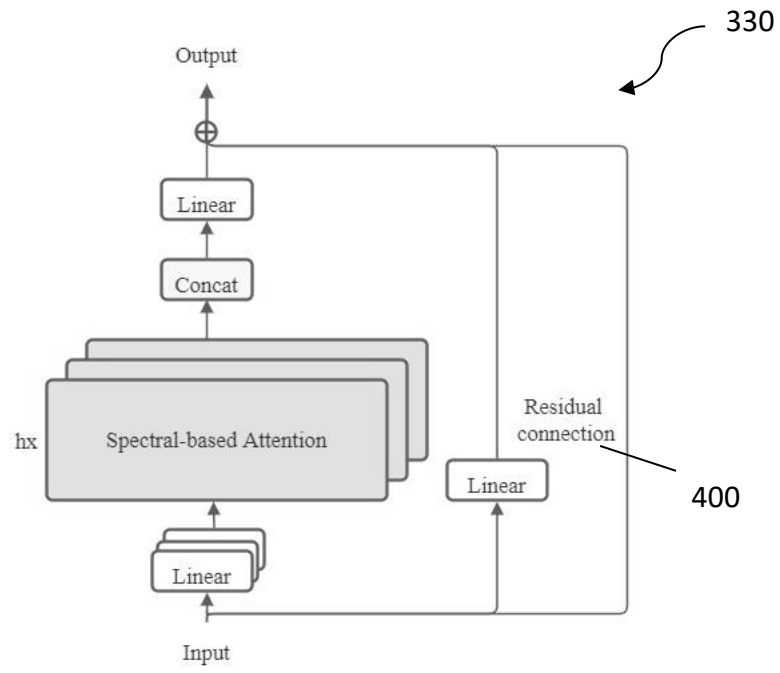 330
Output
Linear
Concat
hx
Spectral-based Attention
Residual
connection
Linear
400
Linear
Input